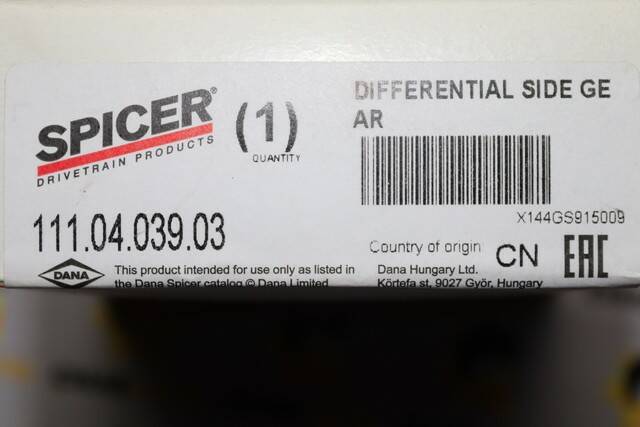 SPICER®
DRIVETRAIN PRODUCTS
(1)
QUANTITY
DIFFERENTIAL SIDE GE
AR
X144GS915009
111.04.039.03
Country of origin CN
EAC
DANA
This product intended for use only as listed in
the Dana Spicer catalog © Dana Limited
Dana Hungary Ltd.
Körtefa st, 9027 Győr, Hungary